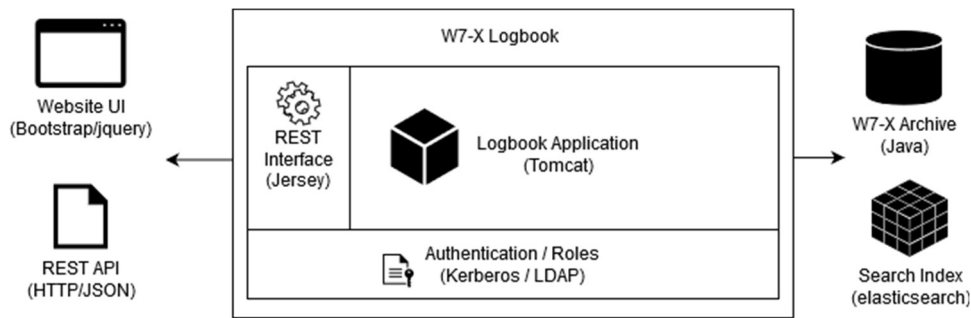 W7-X Logbook
Website UI
(Bootstrap/jquery)
REST API
(HTTP/JSON)
REST
Interface
(Jersey)
Logbook Application
(Tomcat)
Authentication / Roles
(Kerberos / LDAP)
W7-X Archive
(Java)
Search Index
(elasticsearch)